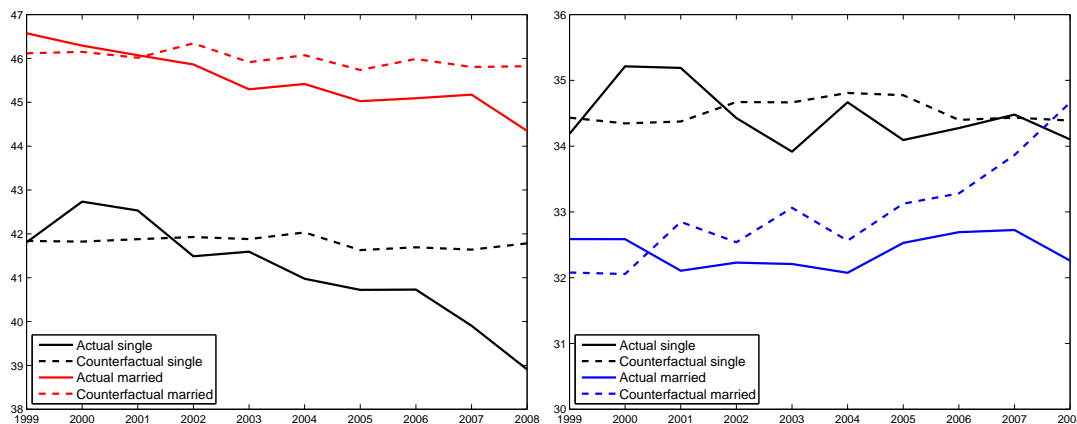 47
46
45
44
43
42
41
40
39
38
1999 2000 2001 2002 2003 2004 2005 2006 2007 2008
Actual single
Counterfactual single
Actual married
Counterfactual married
36
35
34
33
32
31
30
1999 2000 2001 2002 2003 2004 2005 2006 2007 200
Actual single
Counterfactual single
Actual married
Counterfactual married